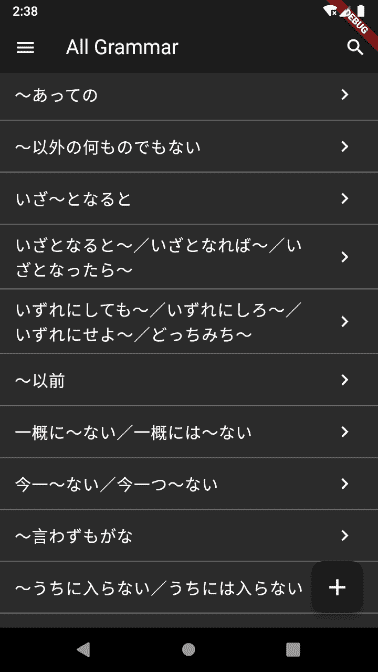 2:38
DEBUG
All Grammar
～あっての
～以外の何ものでもない
いざ～となると
いざとなると～／いざとなれば～／い
ざとなったら～
いずれにしても～／いずれにしろ～／
いずれにせよ～／どっちみち～
～以前
一概に～ない／一概には～ない
今一～ない／今一つ～ない
～言わずもがな
～うちに入らない／うちには入らない